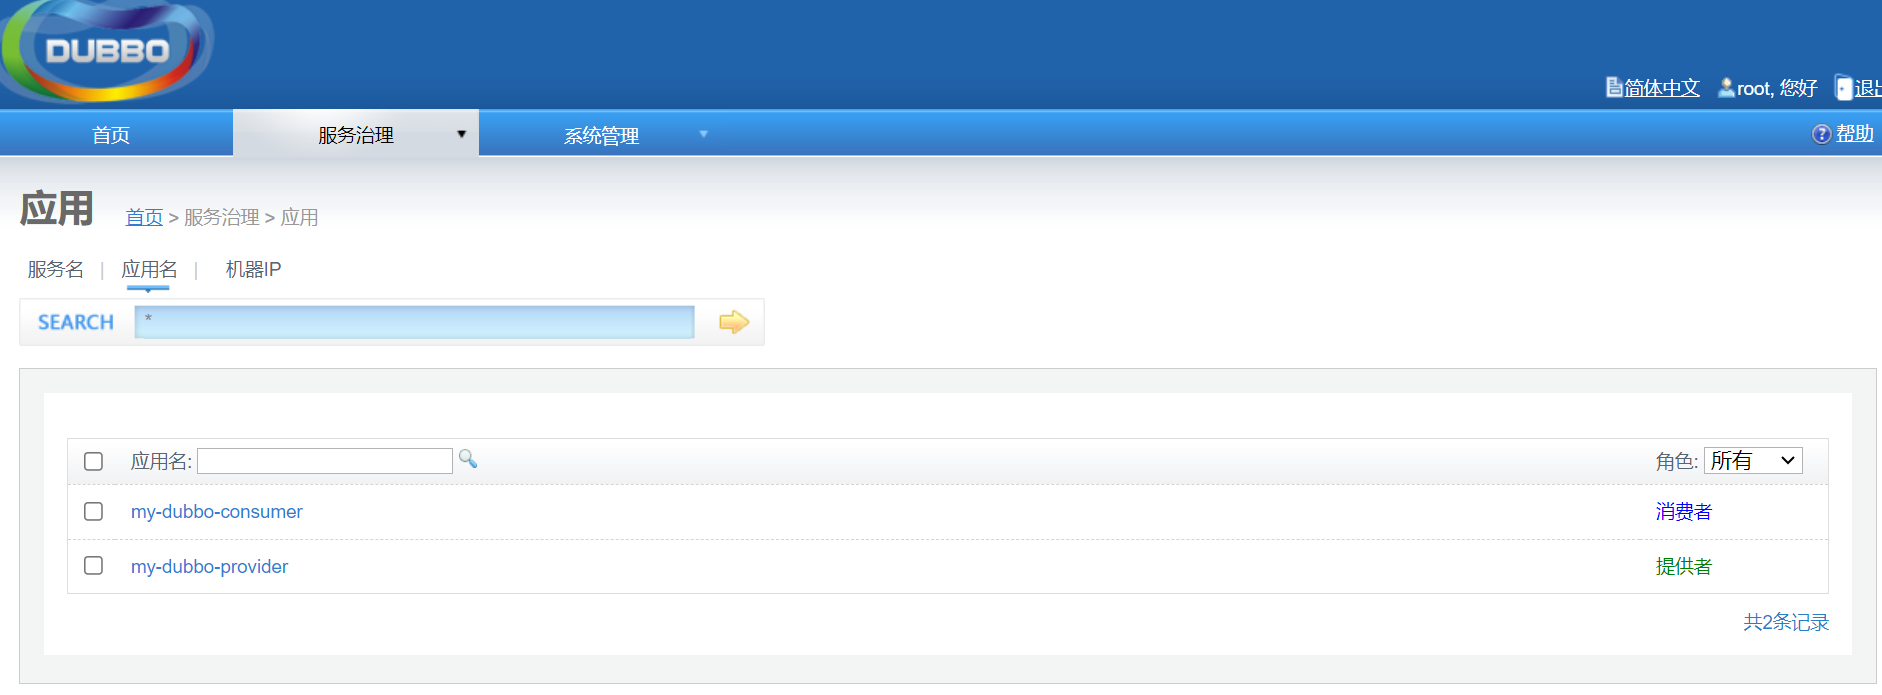 DUBBO
简体中文 root, 您好 退出
首页 服务治理 系统管理 帮助
应用 首页 > 服务治理 > 应用
服务名 | 应用名 | 机器IP
SEARCH *
应用名: 角色: 所有
my-dubbo-consumer 消费者
my-dubbo-provider 提供者
共2条记录